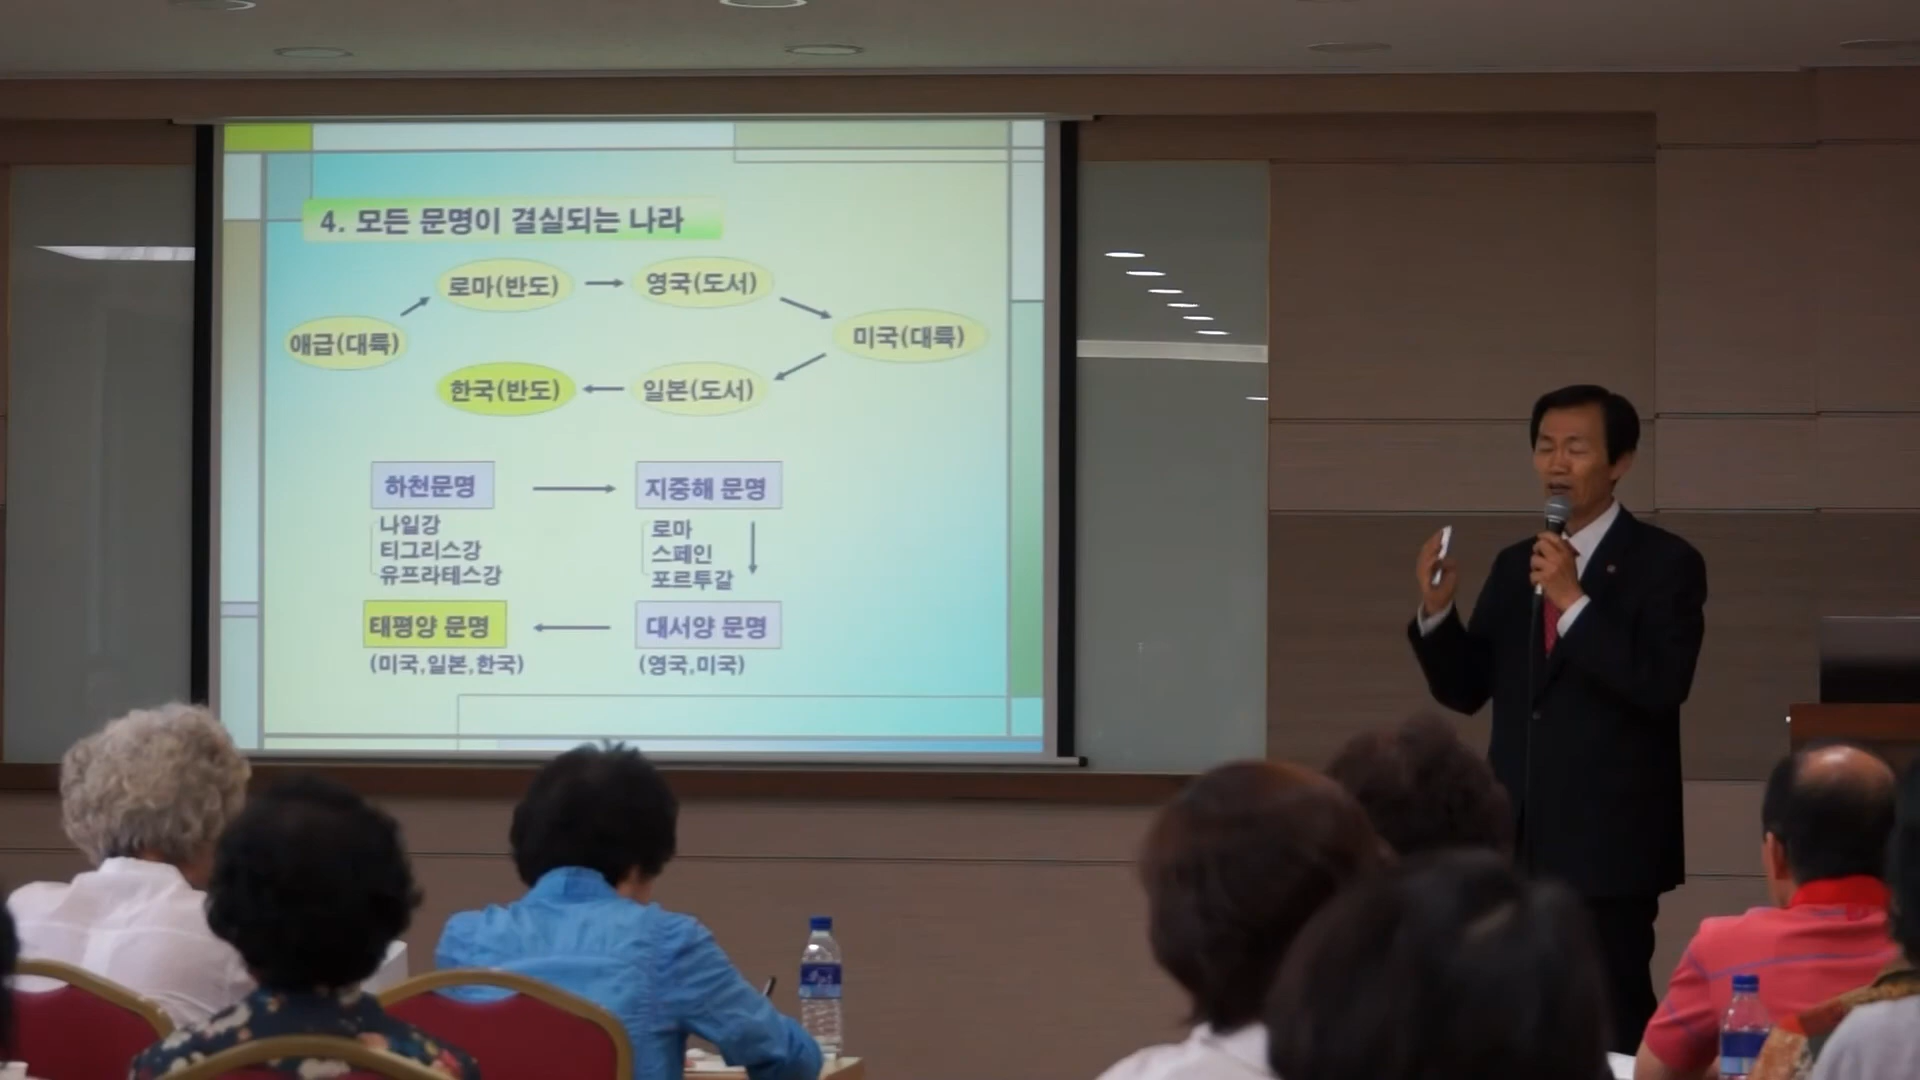 4. 모든 문명이 결실되는 나라
로마(반도)
영국(도서)
애급(대륙)
미국(대륙)
한국(반도)
일본(도서)
하천문명
지중해 문명
나일강
로마
티그리스강
스페인
유프라테스강
포르투갈
태평양 문명
대서양 문명
(미국,일본,한국)
(영국,미국)